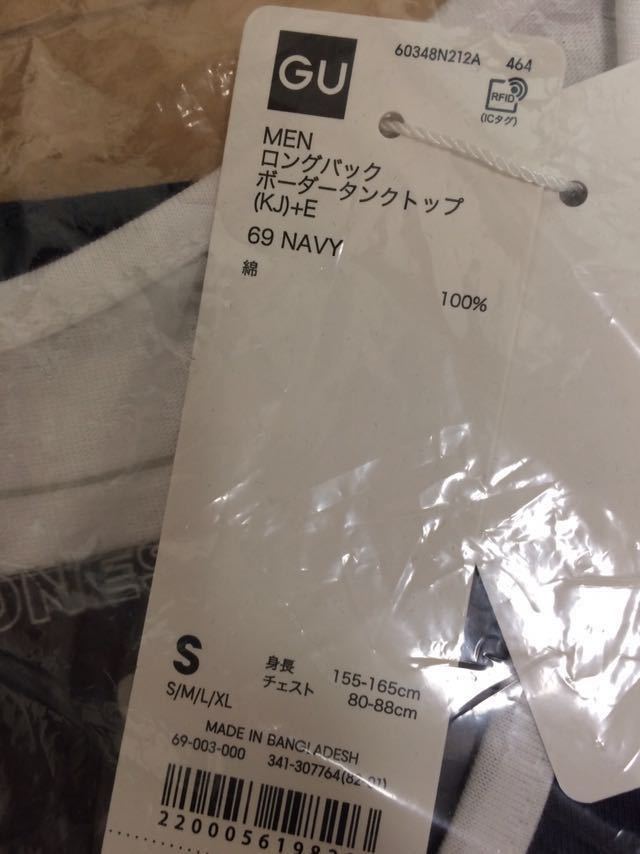 GU
60348N212A 464
RFID
(ICタグ)
MEN
ロングバック
ボーダータンクトップ
(KJ)+E
69 NAVY
綿 100%
S
S/M/L/XL
身長 155-165cm
チェスト 80-88cm
MADE IN BANGLADESH
69-003-000 341-307764(82-01)